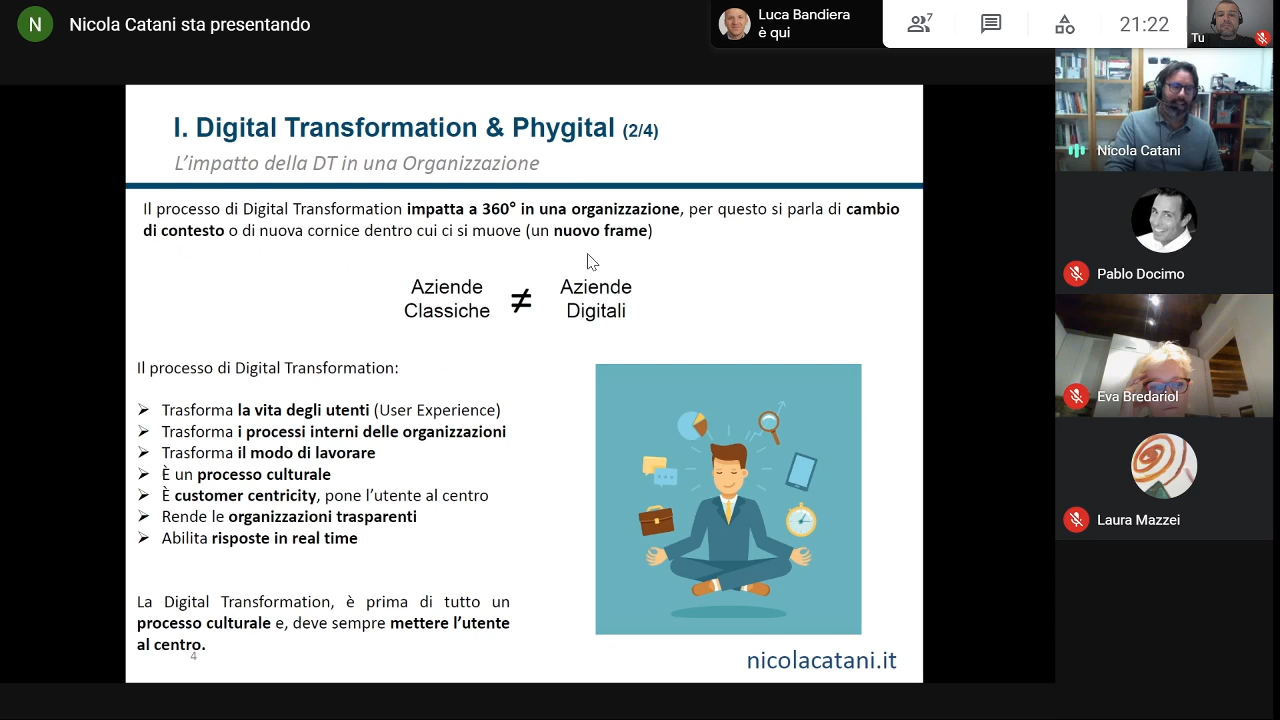 N
Nicola Catani sta presentando
Luca Bandiera
è qui
7
21:22
Tu
I. Digital Transformation & Phygital (2/4)
L'impatto della DT in una Organizzazione
Il processo di Digital Transformation impatta a 360° in una organizzazione, per questo si parla di cambio
di contesto o di nuova cornice dentro cui ci si muove (un nuovo frame)
Aziende
Classiche
≠
Aziende
Digitali
Il processo di Digital Transformation:
➢ Trasforma la vita degli utenti (User Experience)
➢ Trasforma i processi interni delle organizzazioni
➢ Trasforma il modo di lavorare
➢ È un processo culturale
➢ È customer centricity, pone l'utente al centro
➢ Rende le organizzazioni trasparenti
➢ Abilita risposte in real time
La Digital Transformation, è prima di tutto un
processo culturale e, deve sempre mettere l'utente
al centro.
4
nicolacatani.it
Nicola Catani
Pablo Docimo
Eva Bredariol
Laura Mazzei